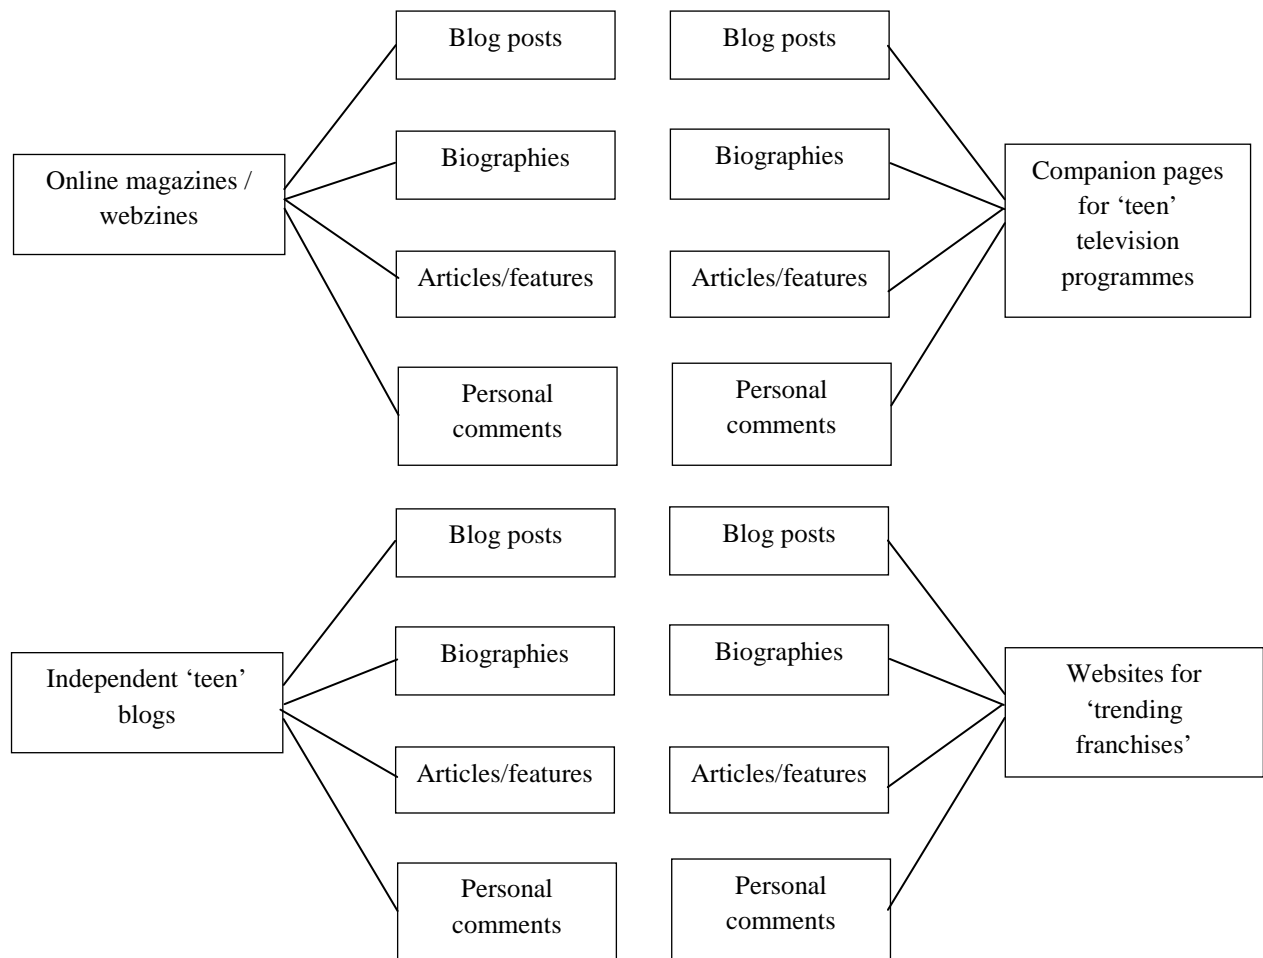 Blog posts
Blog posts
Biographies
Biographies
Online magazines /
webzines
Companion pages
for ‘teen’
television
programmes
Articles/features
Articles/features
Personal
comments
Personal
comments
Blog posts
Blog posts
Biographies
Biographies
Independent ‘teen’
blogs
Websites for
‘trending
franchises’
Articles/features
Articles/features
Personal
comments
Personal
comments